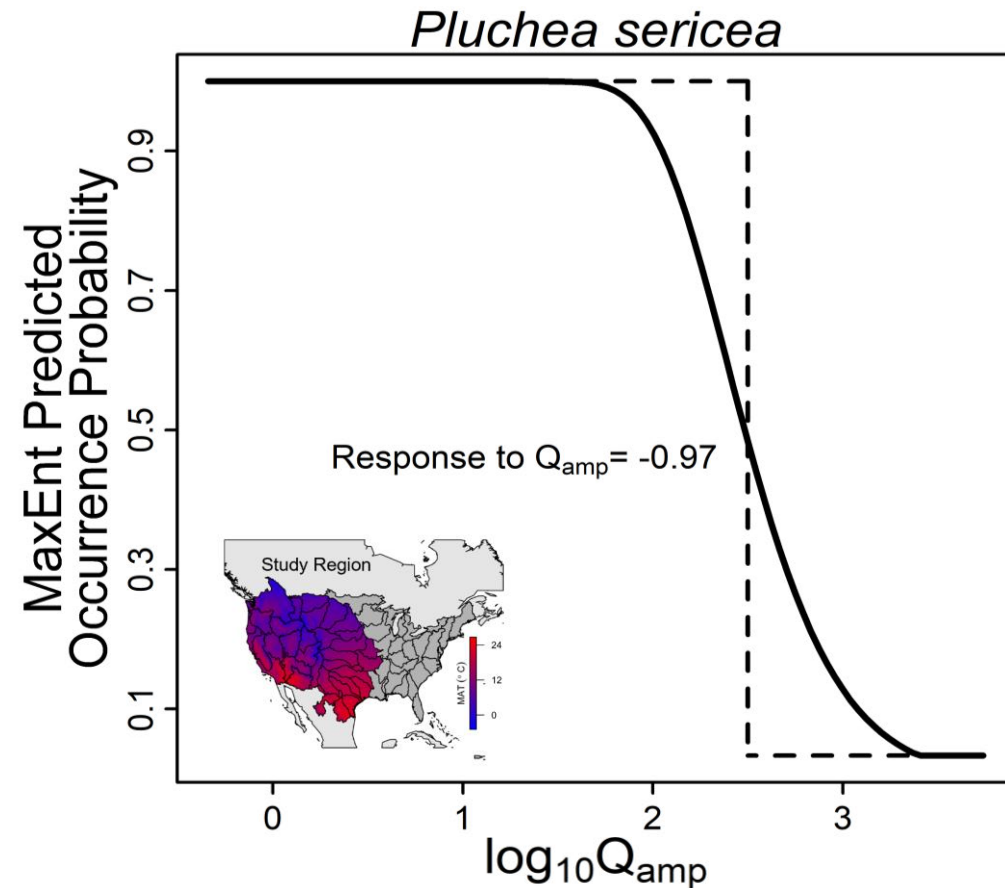 Pluchea sericea
MaxEnt Predicted
Occurrence Probability
0.9
0.7
0.5
0.3
0.1
Response to Qamp= -0.97
Study Region
MAT (° C)
24
12
0
0 1 2 3
log10Qamp